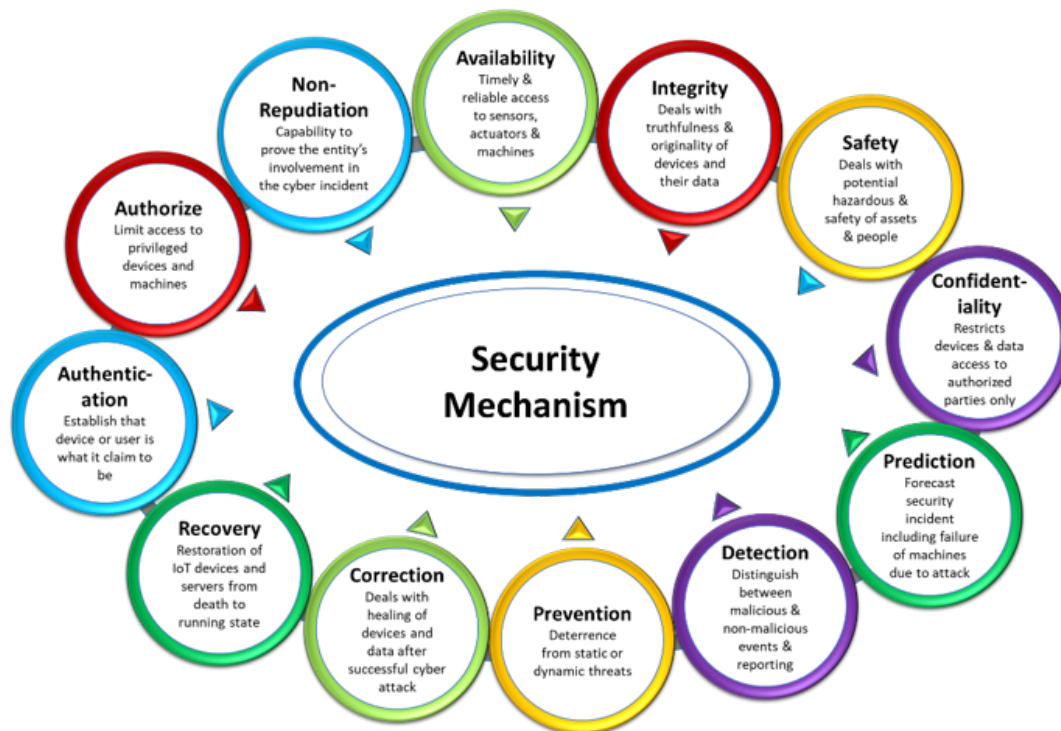 Availability
Timely &
reliable access
to sensors,
actuators &
machines
Integrity
Deals with
truthfulness &
originality of
devices and
their data
Safety
Deals with
potential
hazardous &
safety of assets
& people
Confident-
iality
Restricts
devices & data
access to
authorized
parties only
Prediction
Forecast
security
incident
including failure
of machines
due to attack
Detection
Distinguish
between
malicious &
non-malicious
events &
reporting
Prevention
Deterrence
from static or
dynamic threats
Correction
Deals with
healing of
devices and
data after
successful cyber
attack
Recovery
Restoration of
IoT devices and
servers from
death to
running state
Authentic-
ation
Establish that
device or user is
what it claim to
be
Authorize
Limit access to
privileged
devices and
machines
Non-
Repudiation
Capability to
prove the entity's
involvement in
the cyber incident
Security
Mechanism